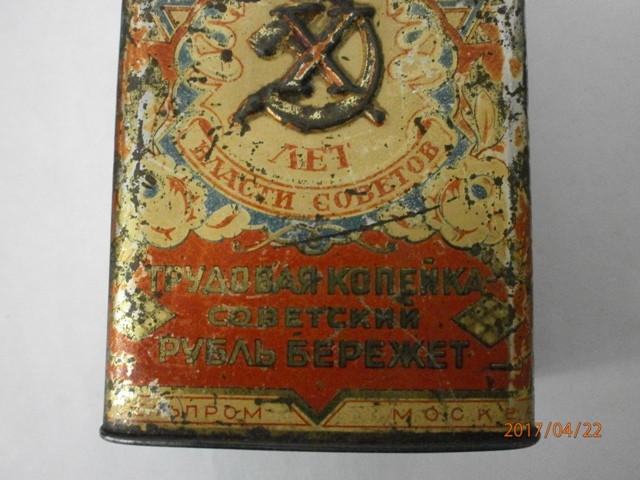 X
ЛЕТ
ВЛАСТИ СОВЕТОВ
ТРУДОВАЯ КОПЕЙКА-
СОВЕТСКИЙ
РУБЛЬ БЕРЕЖЕТ
МОСКВ
2017/04/22